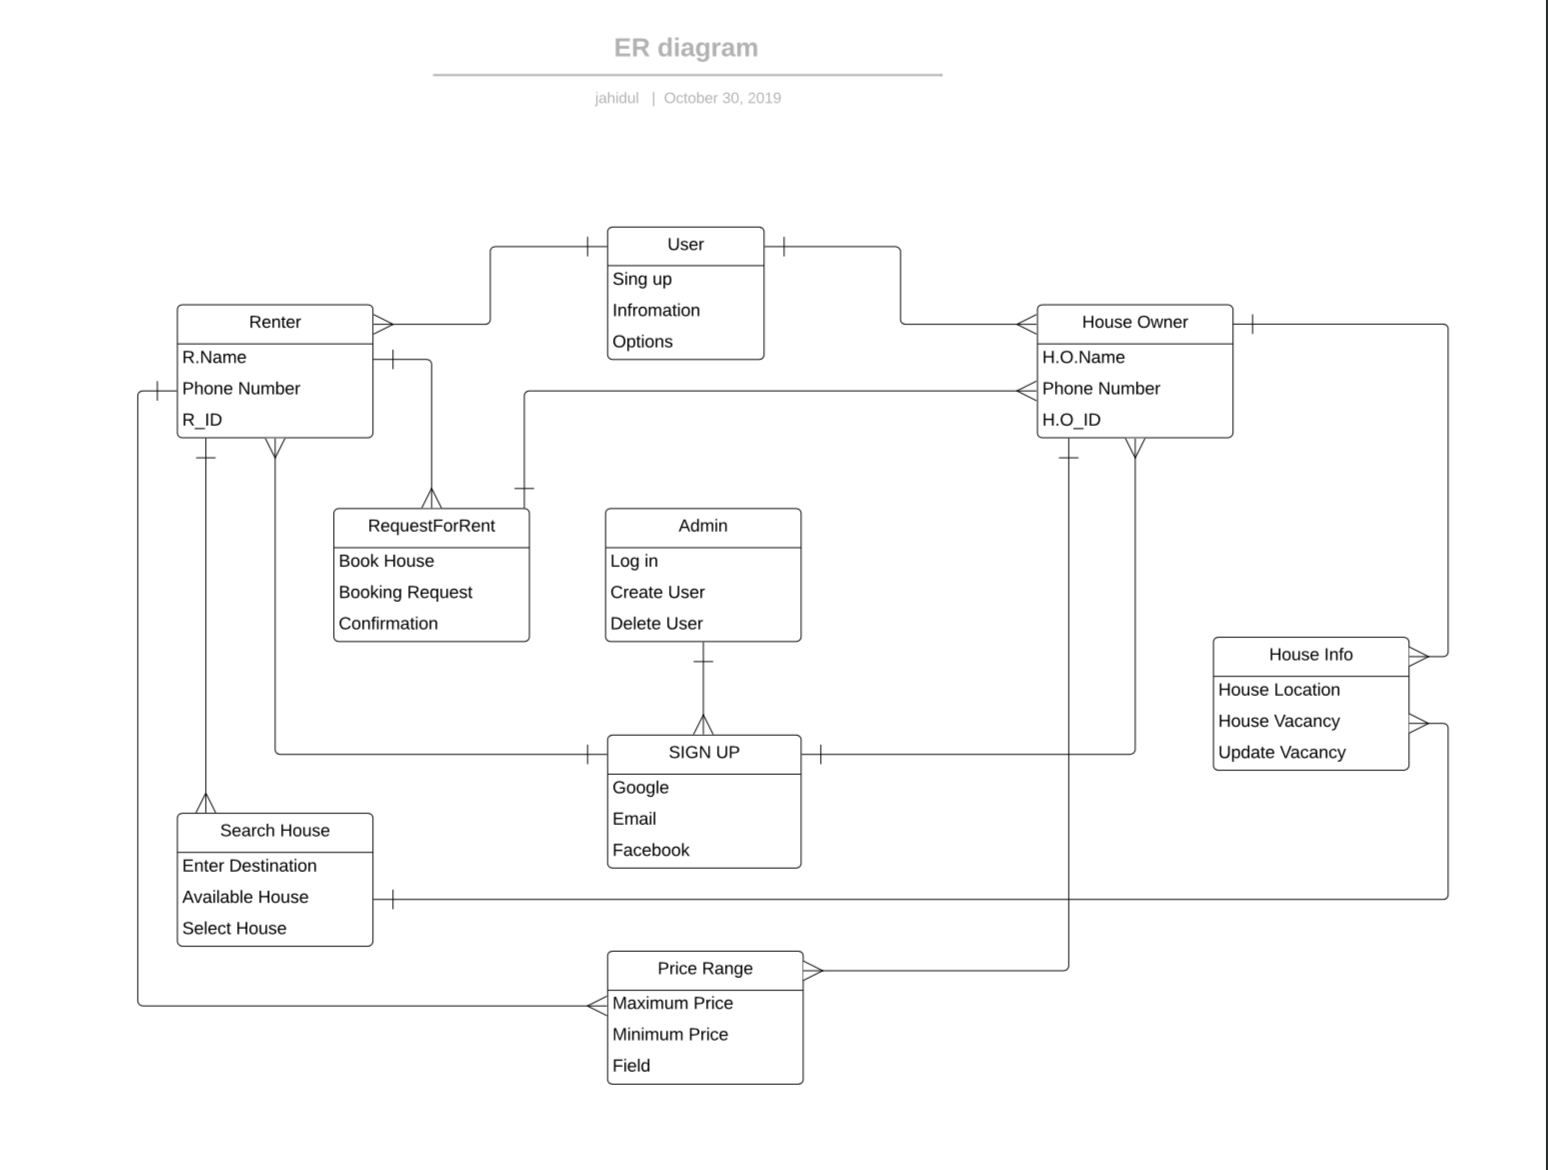 ER diagram
jahidul | October 30, 2019
User
Sing up
Infromation
Options
Renter
R.Name
Phone Number
R_ID
House Owner
H.O.Name
Phone Number
H.O_ID
RequestForRent
Book House
Booking Request
Confirmation
Admin
Log in
Create User
Delete User
House Info
House Location
House Vacancy
Update Vacancy
SIGN UP
Google
Email
Facebook
Search House
Enter Destination
Available House
Select House
Price Range
Maximum Price
Minimum Price
Field